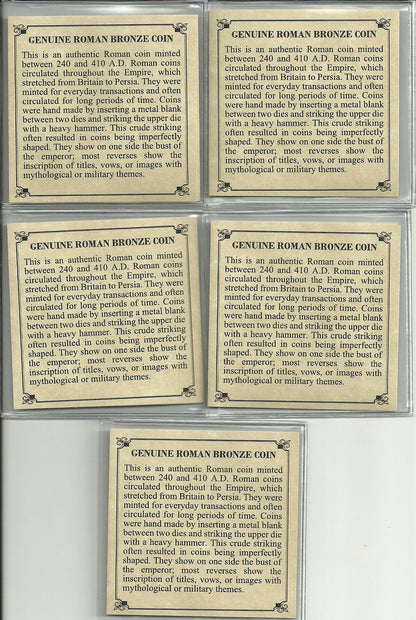 GENUINE ROMAN BRONZE COIN
This is an authentic Roman coin minted
between 240 and 410 A.D. Roman coins
circulated throughout the Empire, which
stretched from Britain to Persia. They were
minted for everyday transactions and often
circulated for long periods of time. Coins
were hand made by inserting a metal blank
between two dies and striking the upper die
with a heavy hammer. This crude striking
often resulted in coins being imperfectly
shaped. They show on one side the bust of
the emperor; most reverses show the
inscription of titles, vows, or images with
mythological or military themes.
GENUINE ROMAN BRONZE COIN
This is an authentic Roman coin minted
between 240 and 410 A.D. Roman coins
circulated throughout the Empire, which
stretched from Britain to Persia. They were
minted for everyday transactions and often
circulated for long periods of time. Coins
were hand made by inserting a metal blank
between two dies and striking the upper die
with a heavy hammer. This crude striking
often resulted in coins being imperfectly
shaped. They show on one side the bust of
the emperor; most reverses show the
inscription of titles, vows, or images with
mythological or military themes.
GENUINE ROMAN BRONZE COIN
This is an authentic Roman coin minted
between 240 and 410 A.D. Roman coins
circulated throughout the Empire, which
stretched from Britain to Persia. They were
minted for everyday transactions and often
circulated for long periods of time. Coins
were hand made by inserting a metal blank
between two dies and striking the upper die
with a heavy hammer. This crude striking
often resulted in coins being imperfectly
shaped. They show on one side the bust of
the emperor; most reverses show the
inscription of titles, vows, or images with
mythological or military themes.
GENUINE ROMAN BRONZE COIN
This is an authentic Roman coin minted
between 240 and 410 A.D. Roman coins
circulated throughout the Empire, which
stretched from Britain to Persia. They were
minted for everyday transactions and often
circulated for long periods of time. Coins
were hand made by inserting a metal blank
between two dies and striking the upper die
with a heavy hammer. This crude striking
often resulted in coins being imperfectly
shaped. They show on one side the bust of
the emperor; most reverses show the
inscription of titles, vows, or images with
mythological or military themes.
GENUINE ROMAN BRONZE COIN
This is an authentic Roman coin minted
between 240 and 410 A.D. Roman coins
circulated throughout the Empire, which
stretched from Britain to Persia. They were
minted for everyday transactions and often
circulated for long periods of time. Coins
were hand made by inserting a metal blank
between two dies and striking the upper die
with a heavy hammer. This crude striking
often resulted in coins being imperfectly
shaped. They show on one side the bust of
the emperor; most reverses show the
inscription of titles, vows, or images with
mythological or military themes.